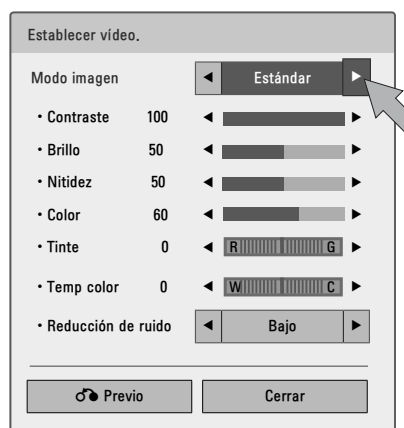 Establecer vídeo.
Modo imagen ◄ Estándar ►
• Contraste 100
• Brillo 50
• Nitidez 50
• Color 60
• Tinte 0 R G
• Temp color 0 W C
• Reducción de ruido ◄ Bajo ►
Previo Cerrar